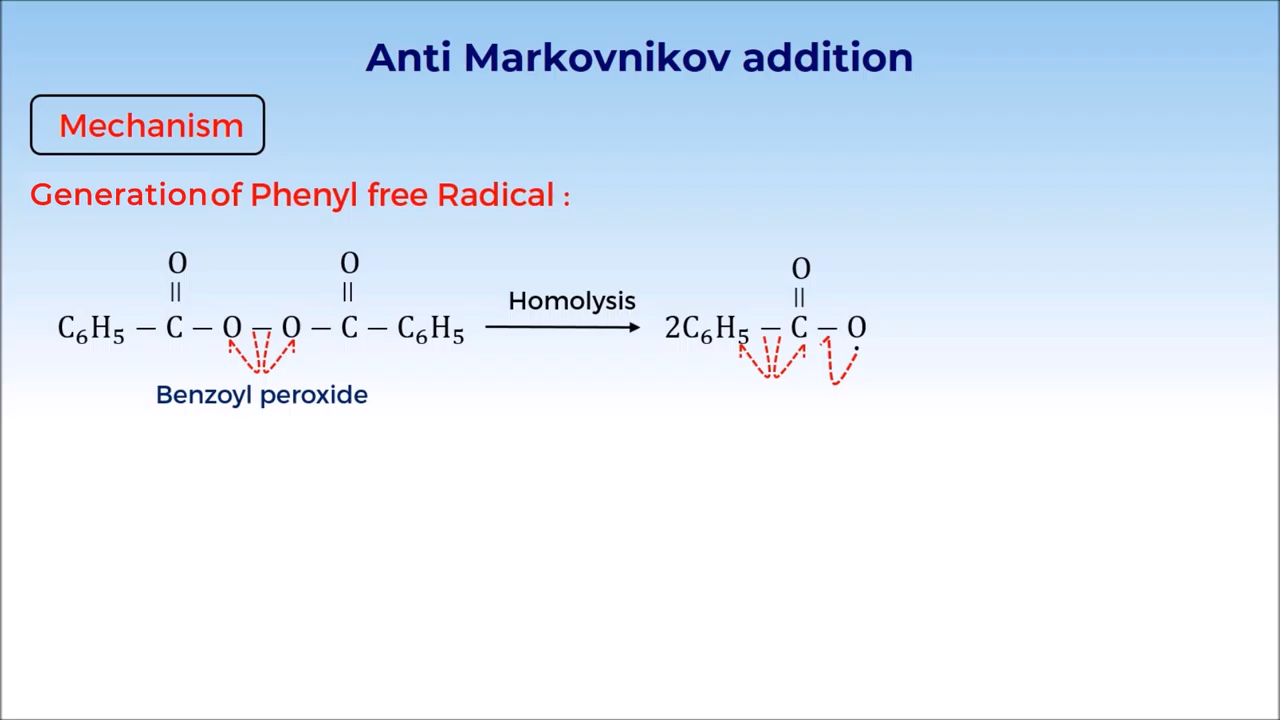 Anti Markovnikov addition
Mechanism
Generation of Phenyl free Radical :
O O O
|| || Homolysis ||
C₆H₅ – C – O – O – C – C₆H₅ ⟶ 2C₆H₅ – C – Ọ
Benzoyl peroxide